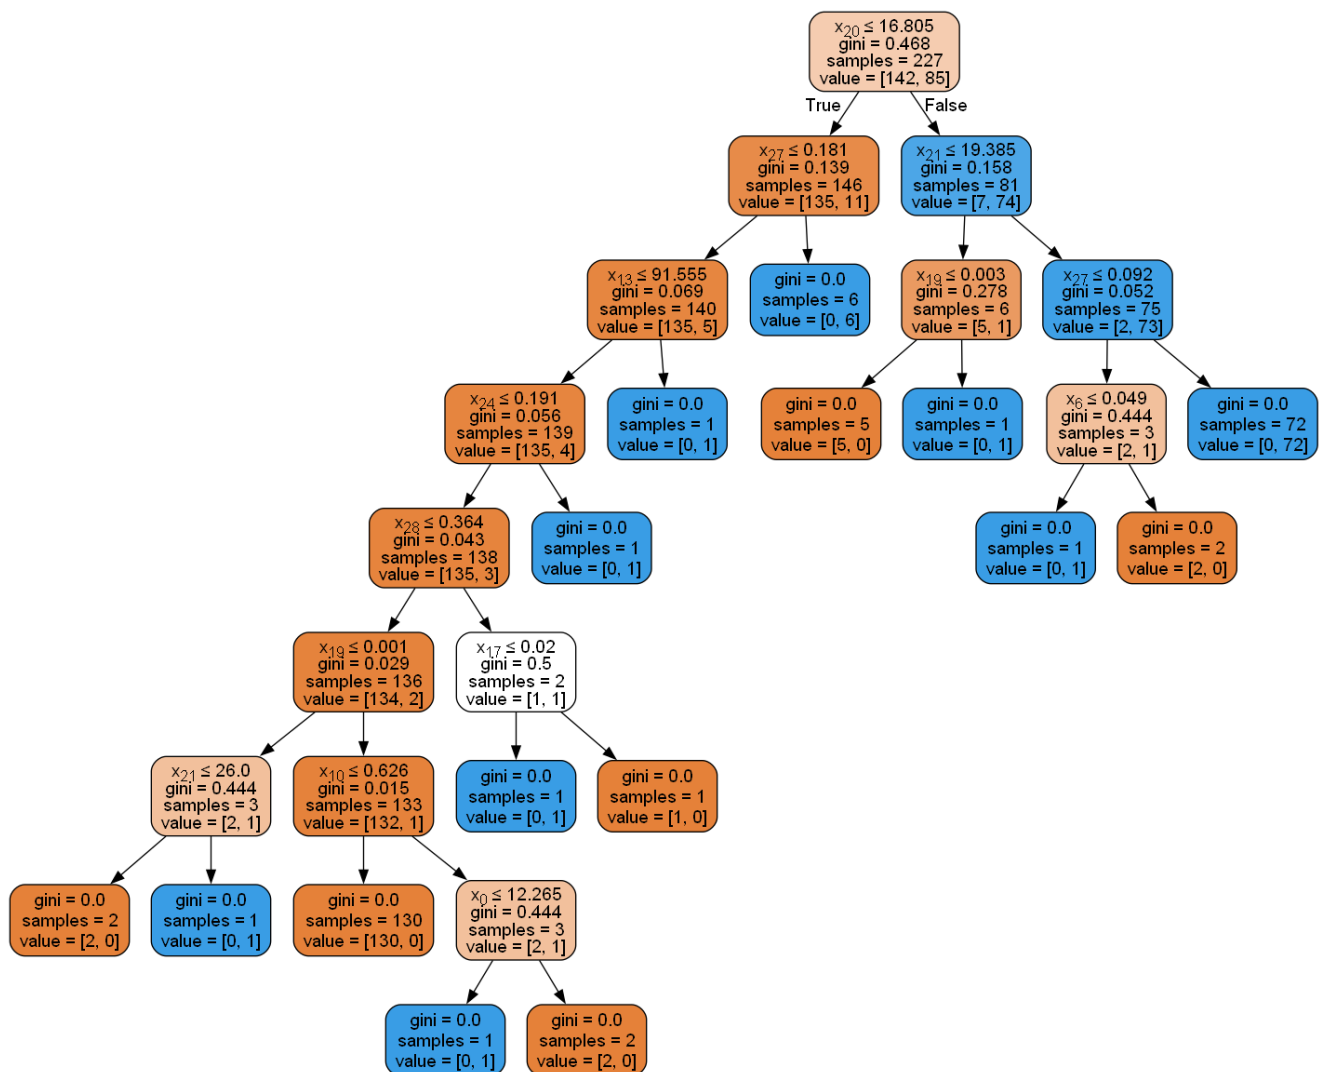 x20 ≤ 16.805
gini = 0.468
samples = 227
value = [142, 85]
True
False
x27 ≤ 0.181
gini = 0.139
samples = 146
value = [135, 11]
x21 ≤ 19.385
gini = 0.158
samples = 81
value = [7, 74]
x13 ≤ 91.555
gini = 0.069
samples = 140
value = [135, 5]
gini = 0.0
samples = 6
value = [0, 6]
x19 ≤ 0.003
gini = 0.278
samples = 6
value = [5, 1]
x27 ≤ 0.092
gini = 0.052
samples = 75
value = [2, 73]
x24 ≤ 0.191
gini = 0.056
samples = 139
value = [135, 4]
gini = 0.0
samples = 1
value = [0, 1]
gini = 0.0
samples = 5
value = [5, 0]
gini = 0.0
samples = 1
value = [0, 1]
x6 ≤ 0.049
gini = 0.444
samples = 3
value = [2, 1]
gini = 0.0
samples = 72
value = [0, 72]
x28 ≤ 0.364
gini = 0.043
samples = 138
value = [135, 3]
gini = 0.0
samples = 1
value = [0, 1]
gini = 0.0
samples = 1
value = [0, 1]
gini = 0.0
samples = 2
value = [2, 0]
x19 ≤ 0.001
gini = 0.029
samples = 136
value = [134, 2]
x17 ≤ 0.02
gini = 0.5
samples = 2
value = [1, 1]
x21 ≤ 26.0
gini = 0.444
samples = 3
value = [2, 1]
x10 ≤ 0.626
gini = 0.015
samples = 133
value = [132, 1]
gini = 0.0
samples = 1
value = [0, 1]
gini = 0.0
samples = 1
value = [1, 0]
gini = 0.0
samples = 2
value = [2, 0]
gini = 0.0
samples = 1
value = [0, 1]
gini = 0.0
samples = 130
value = [130, 0]
x0 ≤ 12.265
gini = 0.444
samples = 3
value = [2, 1]
gini = 0.0
samples = 1
value = [0, 1]
gini = 0.0
samples = 2
value = [2, 0]